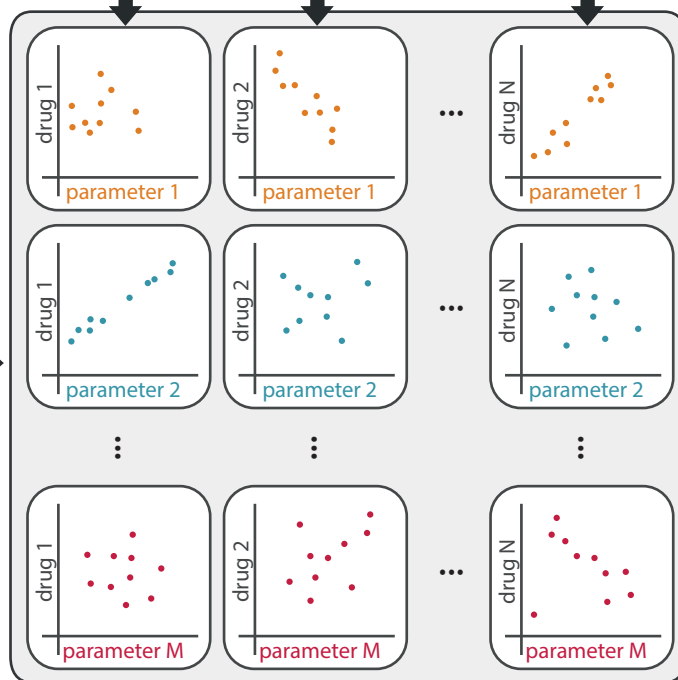 drug 1
parameter 1
drug 2
parameter 1
...
drug N
parameter 1
drug 1
parameter 2
drug 2
parameter 2
...
drug N
parameter 2
...
...
...
drug 1
parameter M
drug 2
parameter M
...
drug N
parameter M